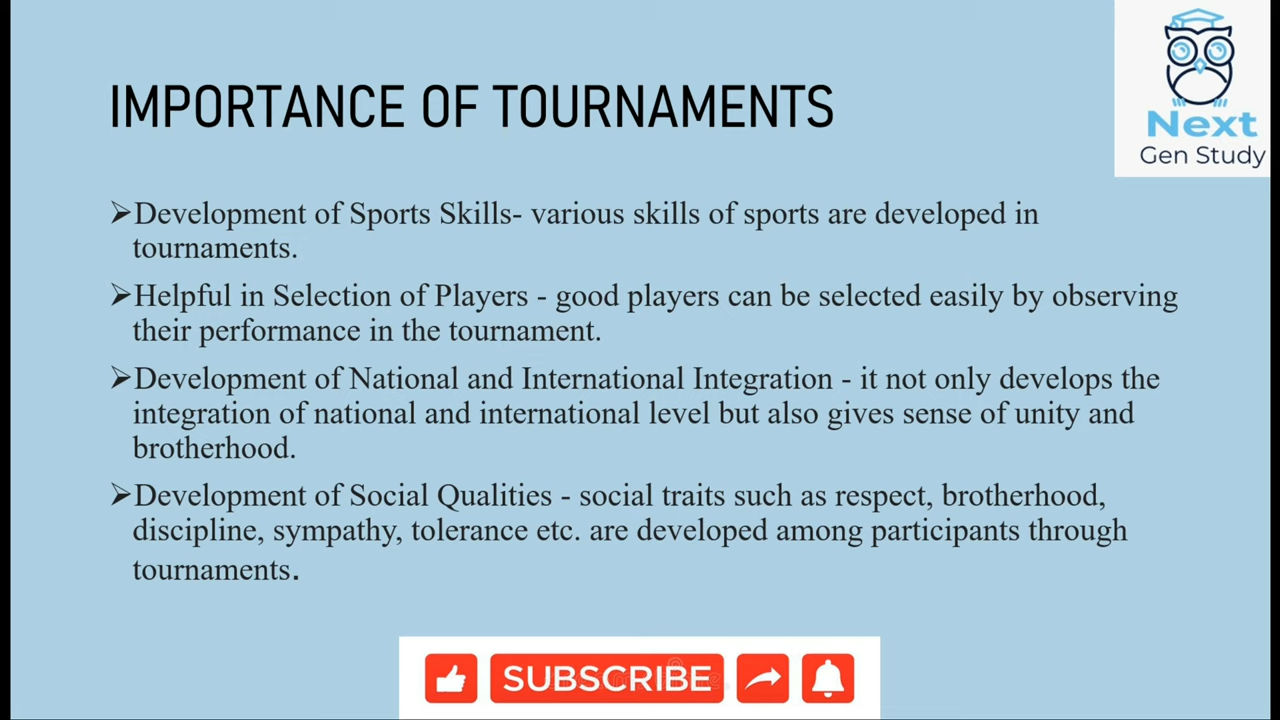 Next
Gen Study
IMPORTANCE OF TOURNAMENTS
➢Development of Sports Skills- various skills of sports are developed in
tournaments.
➢Helpful in Selection of Players - good players can be selected easily by observing
their performance in the tournament.
➢Development of National and International Integration - it not only develops the
integration of national and international level but also gives sense of unity and
brotherhood.
➢Development of Social Qualities - social traits such as respect, brotherhood,
discipline, sympathy, tolerance etc. are developed among participants through
tournaments.
SUBSCRIBE